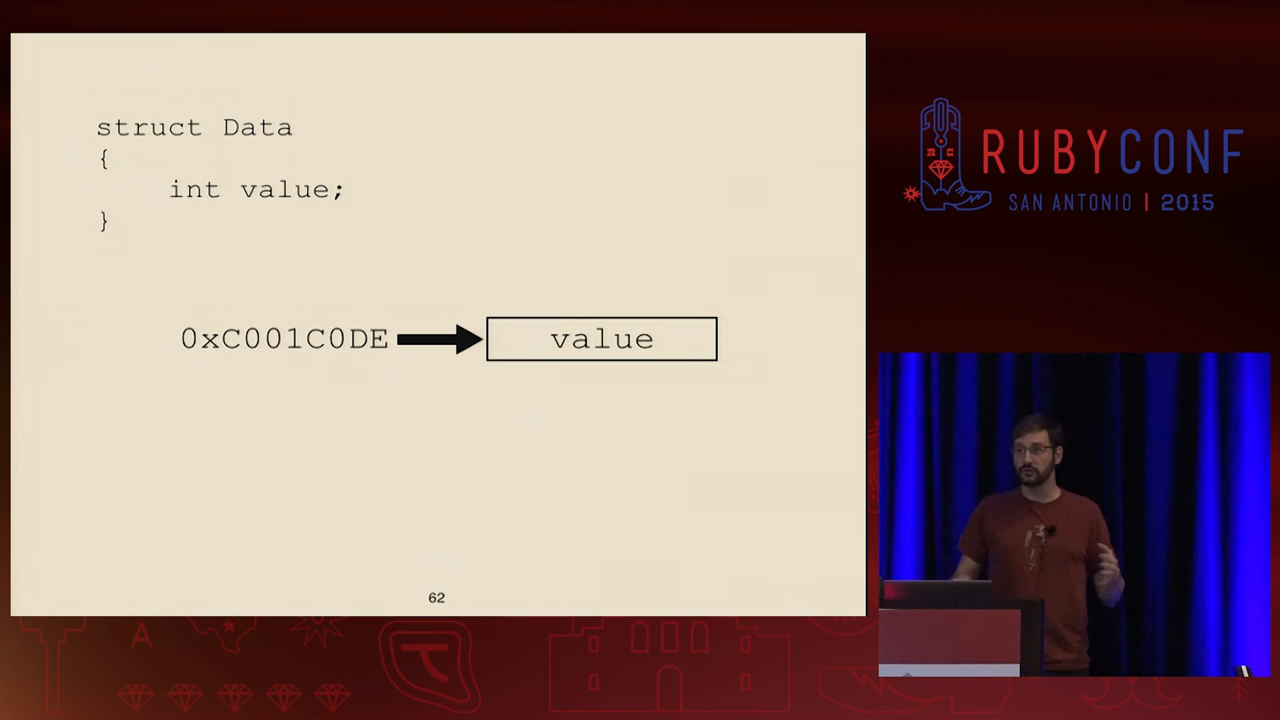 struct Data
{
int value;
}
0xC001C0DE
value
62
RUBYCONF
SAN ANTONIO | 2015